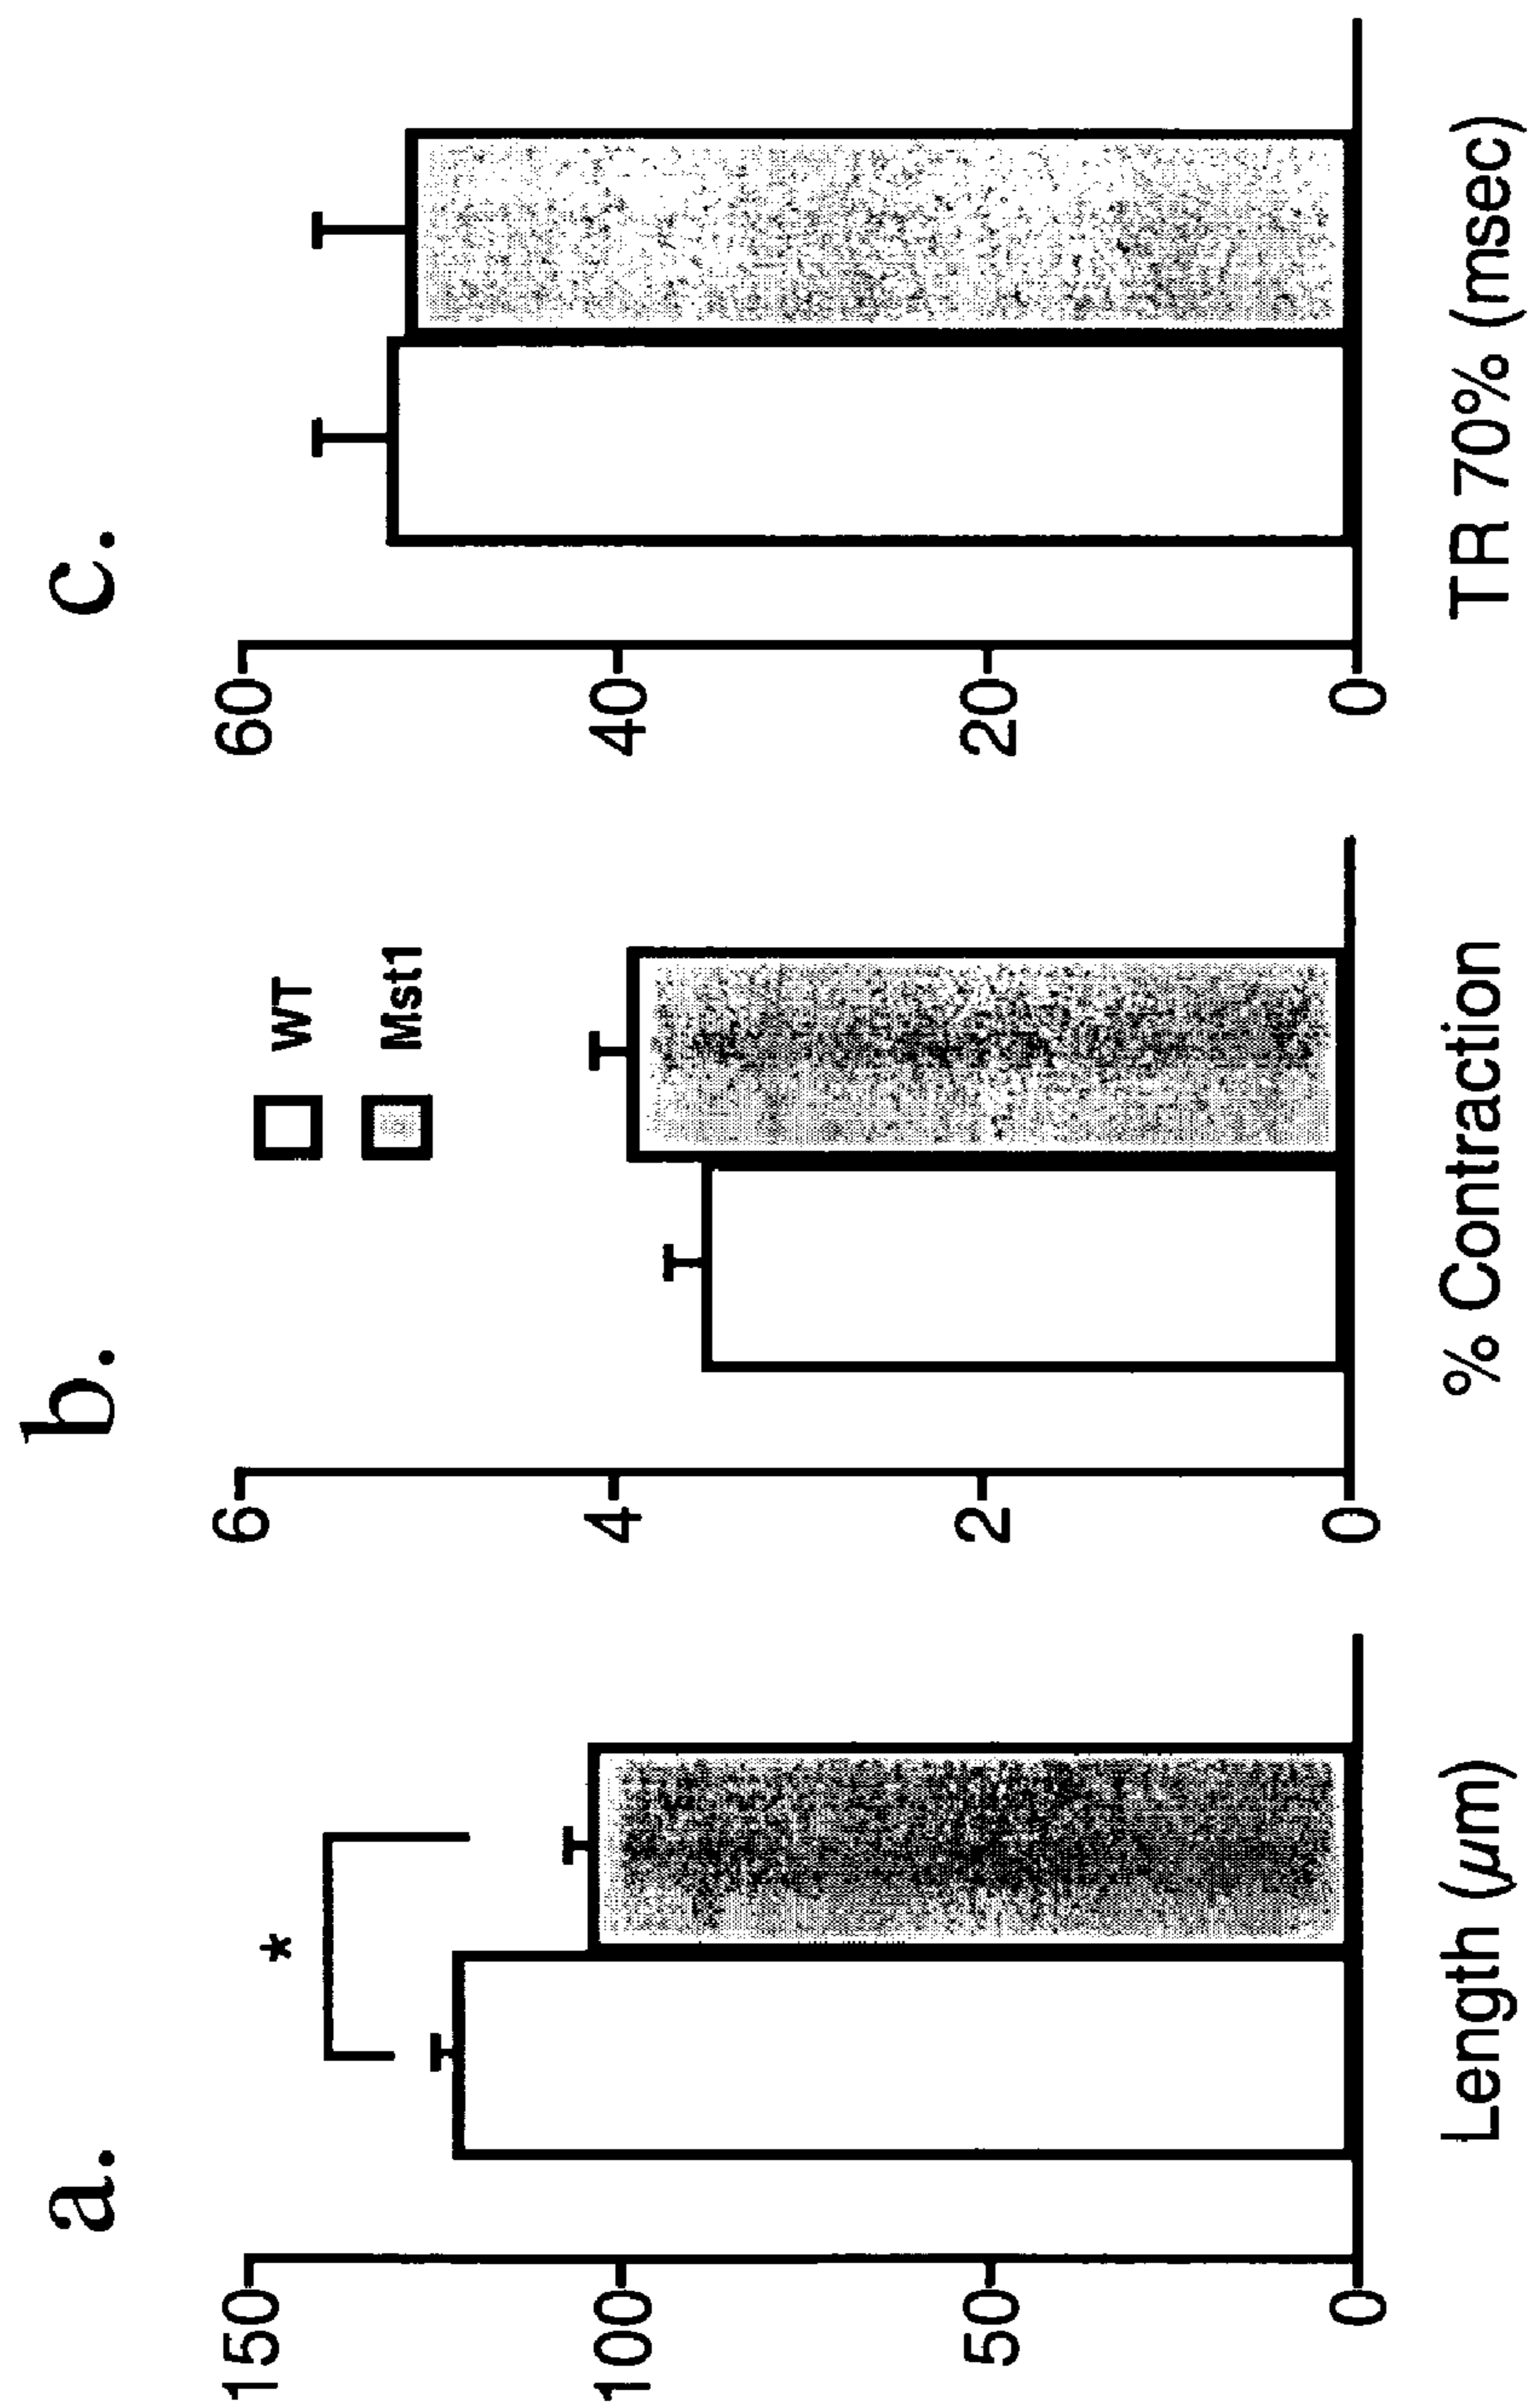 a.
150
100
50
0
*
Length (µm)
b.
6
4
2
0
WT
Mst1
% Contraction
c.
60
40
20
0
TR 70% (msec)